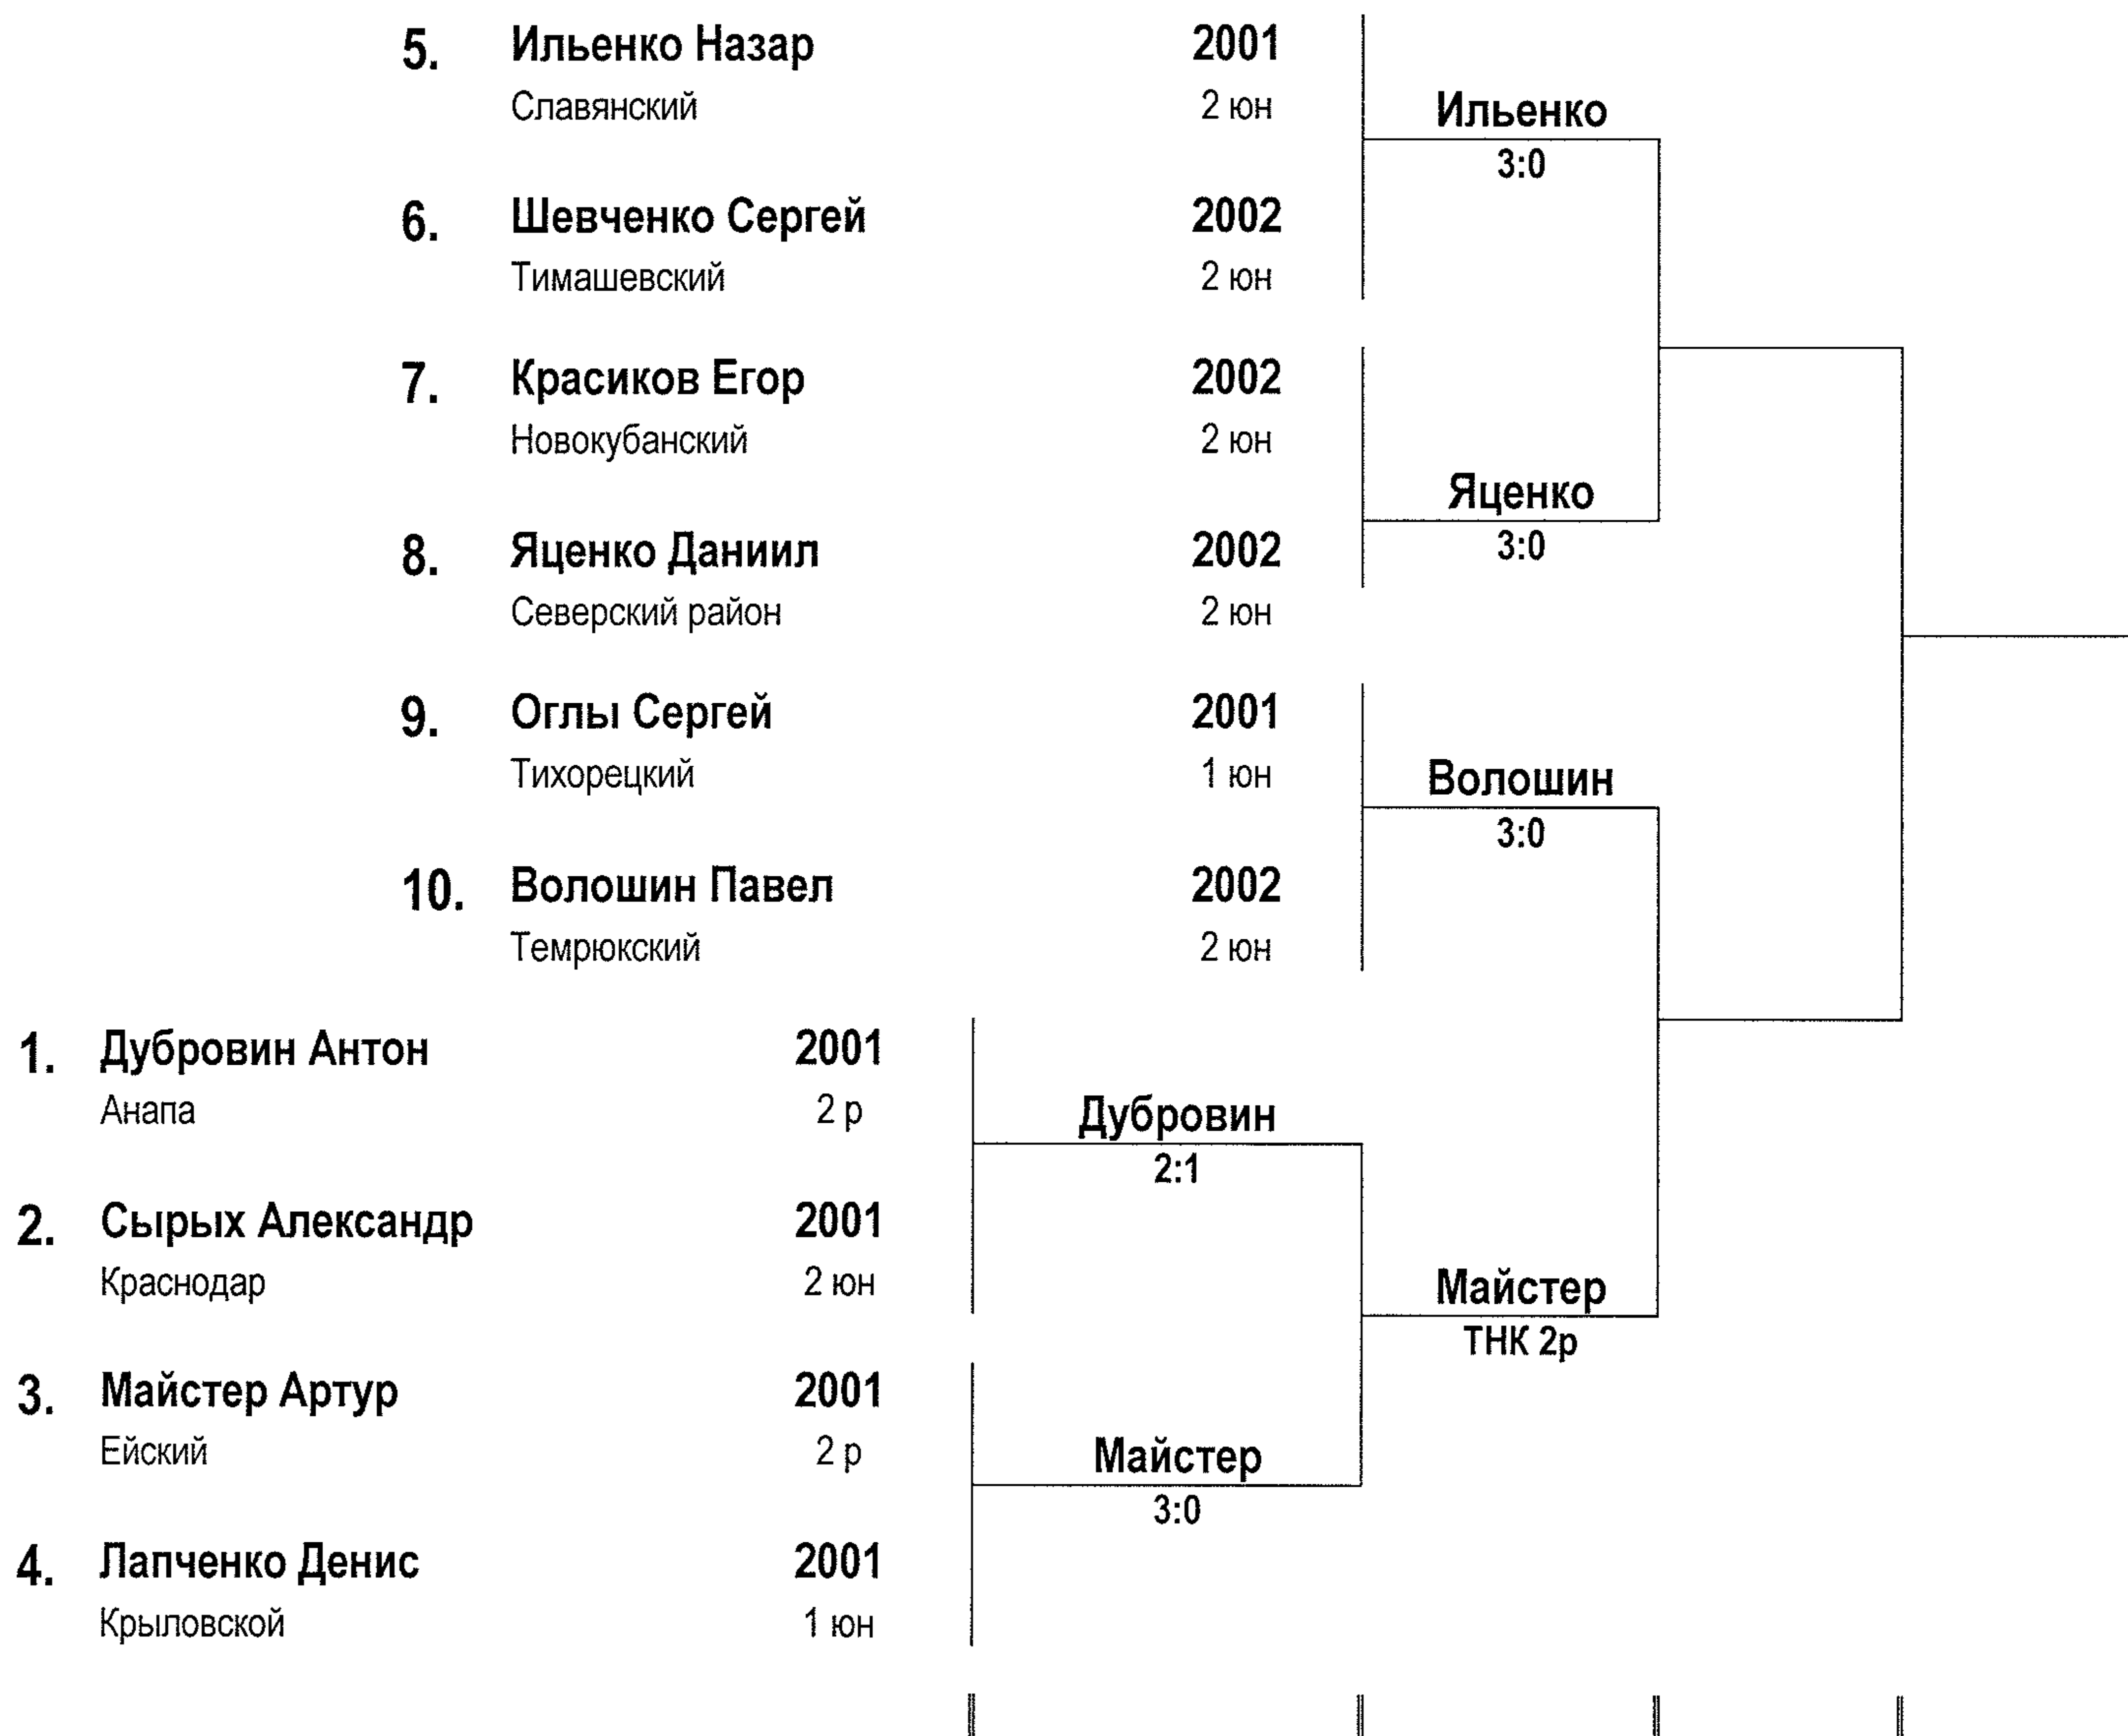 5. Ильенко Назар 2001
Славянский 2 юн
Ильенко
3:0
6. Шевченко Сергей 2002
Тимашевский 2 юн
7. Красиков Егор 2002
Новокубанский 2 юн
Яценко
3:0
8. Яценко Даниил 2002
Северский район 2 юн
9. Оглы Сергей 2001
Тихорецкий 1 юн
Волошин
3:0
10. Волошин Павел 2002
Темрюкский 2 юн
1. Дубровин Антон 2001
Анапа 2 р
Дубровин
2:1
2. Сырых Александр 2001
Краснодар 2 юн
Майстер
ТНК 2р
3. Майстер Артур 2001
Ейский 2 р
Майстер
3:0
4. Лапченко Денис 2001
Крыловской 1 юн